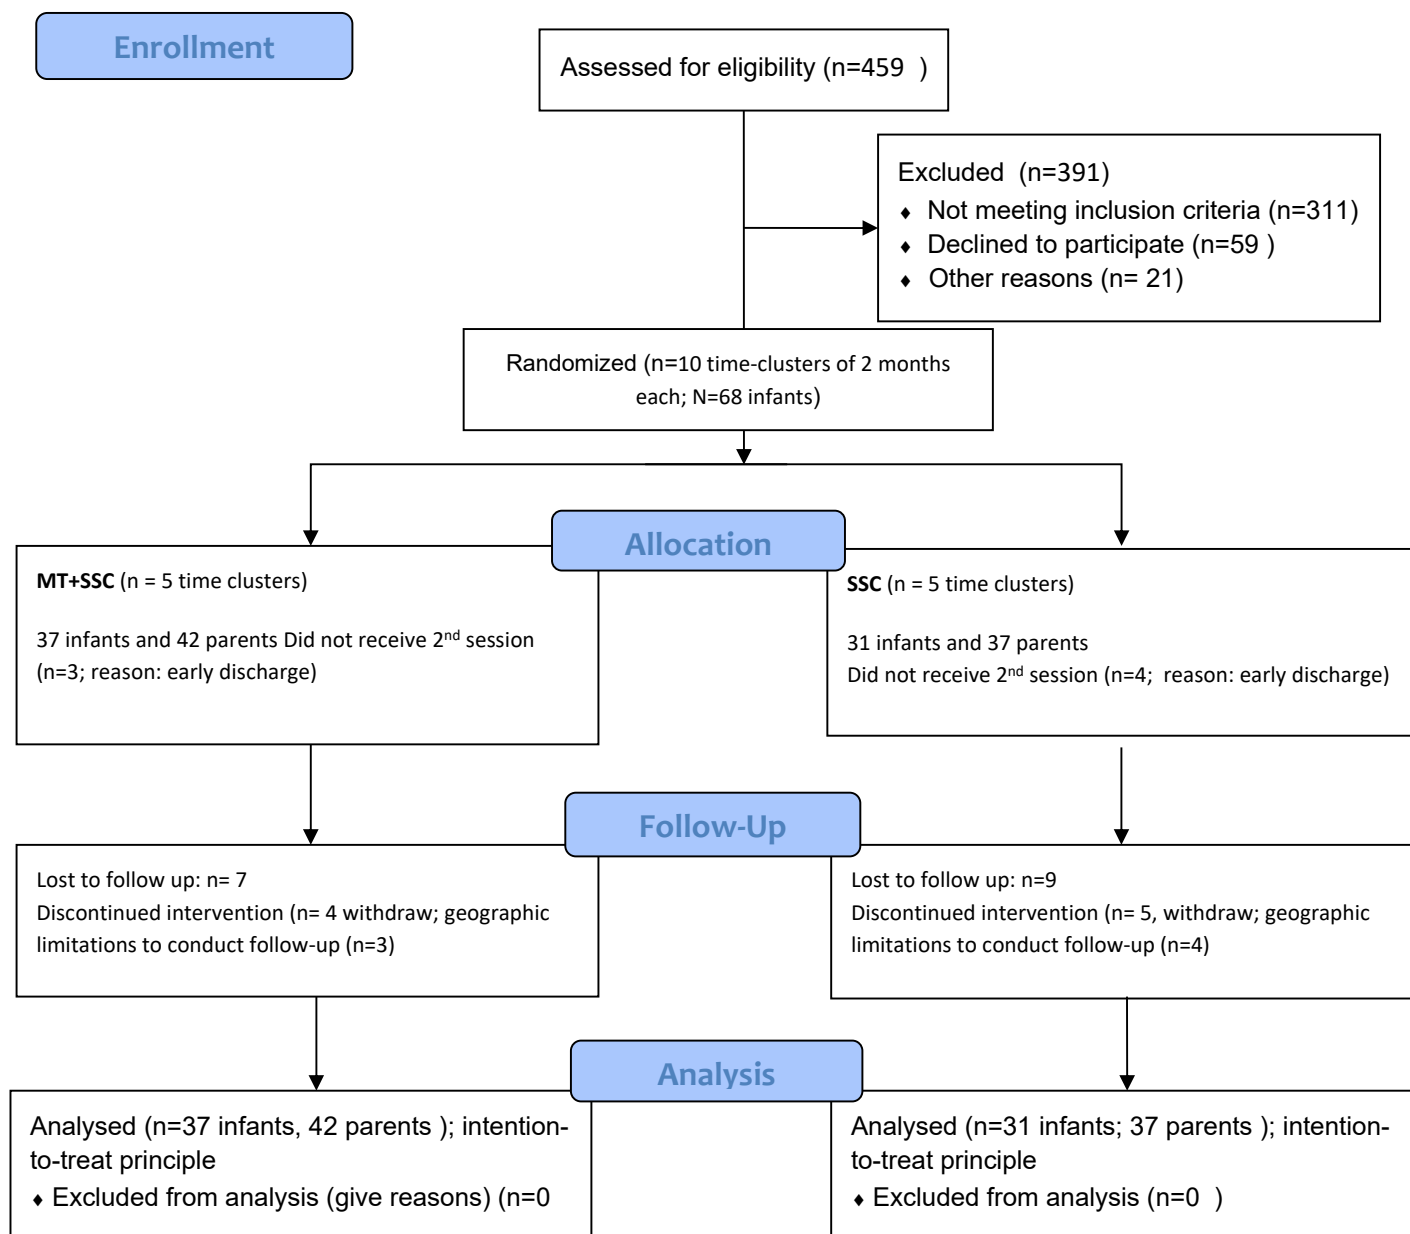 Enrollment
Assessed for eligibility (n=459 )
Excluded (n=391)
♦ Not meeting inclusion criteria (n=311)
♦ Declined to participate (n=59 )
♦ Other reasons (n= 21)
Randomized (n=10 time-clusters of 2 months
each; N=68 infants)
Allocation
MT+SSC (n = 5 time clusters)
37 infants and 42 parents Did not receive 2nd session
(n=3; reason: early discharge)
SSC (n = 5 time clusters)
31 infants and 37 parents
Did not receive 2nd session (n=4; reason: early discharge)
Follow-Up
Lost to follow up: n= 7
Discontinued intervention (n= 4 withdraw; geographic
limitations to conduct follow-up (n=3)
Lost to follow up: n=9
Discontinued intervention (n= 5, withdraw; geographic
limitations to conduct follow-up (n=4)
Analysis
Analysed (n=37 infants, 42 parents ); intention-
to-treat principle
♦ Excluded from analysis (give reasons) (n=0
Analysed (n=31 infants; 37 parents ); intention-
to-treat principle
♦ Excluded from analysis (n=0 )